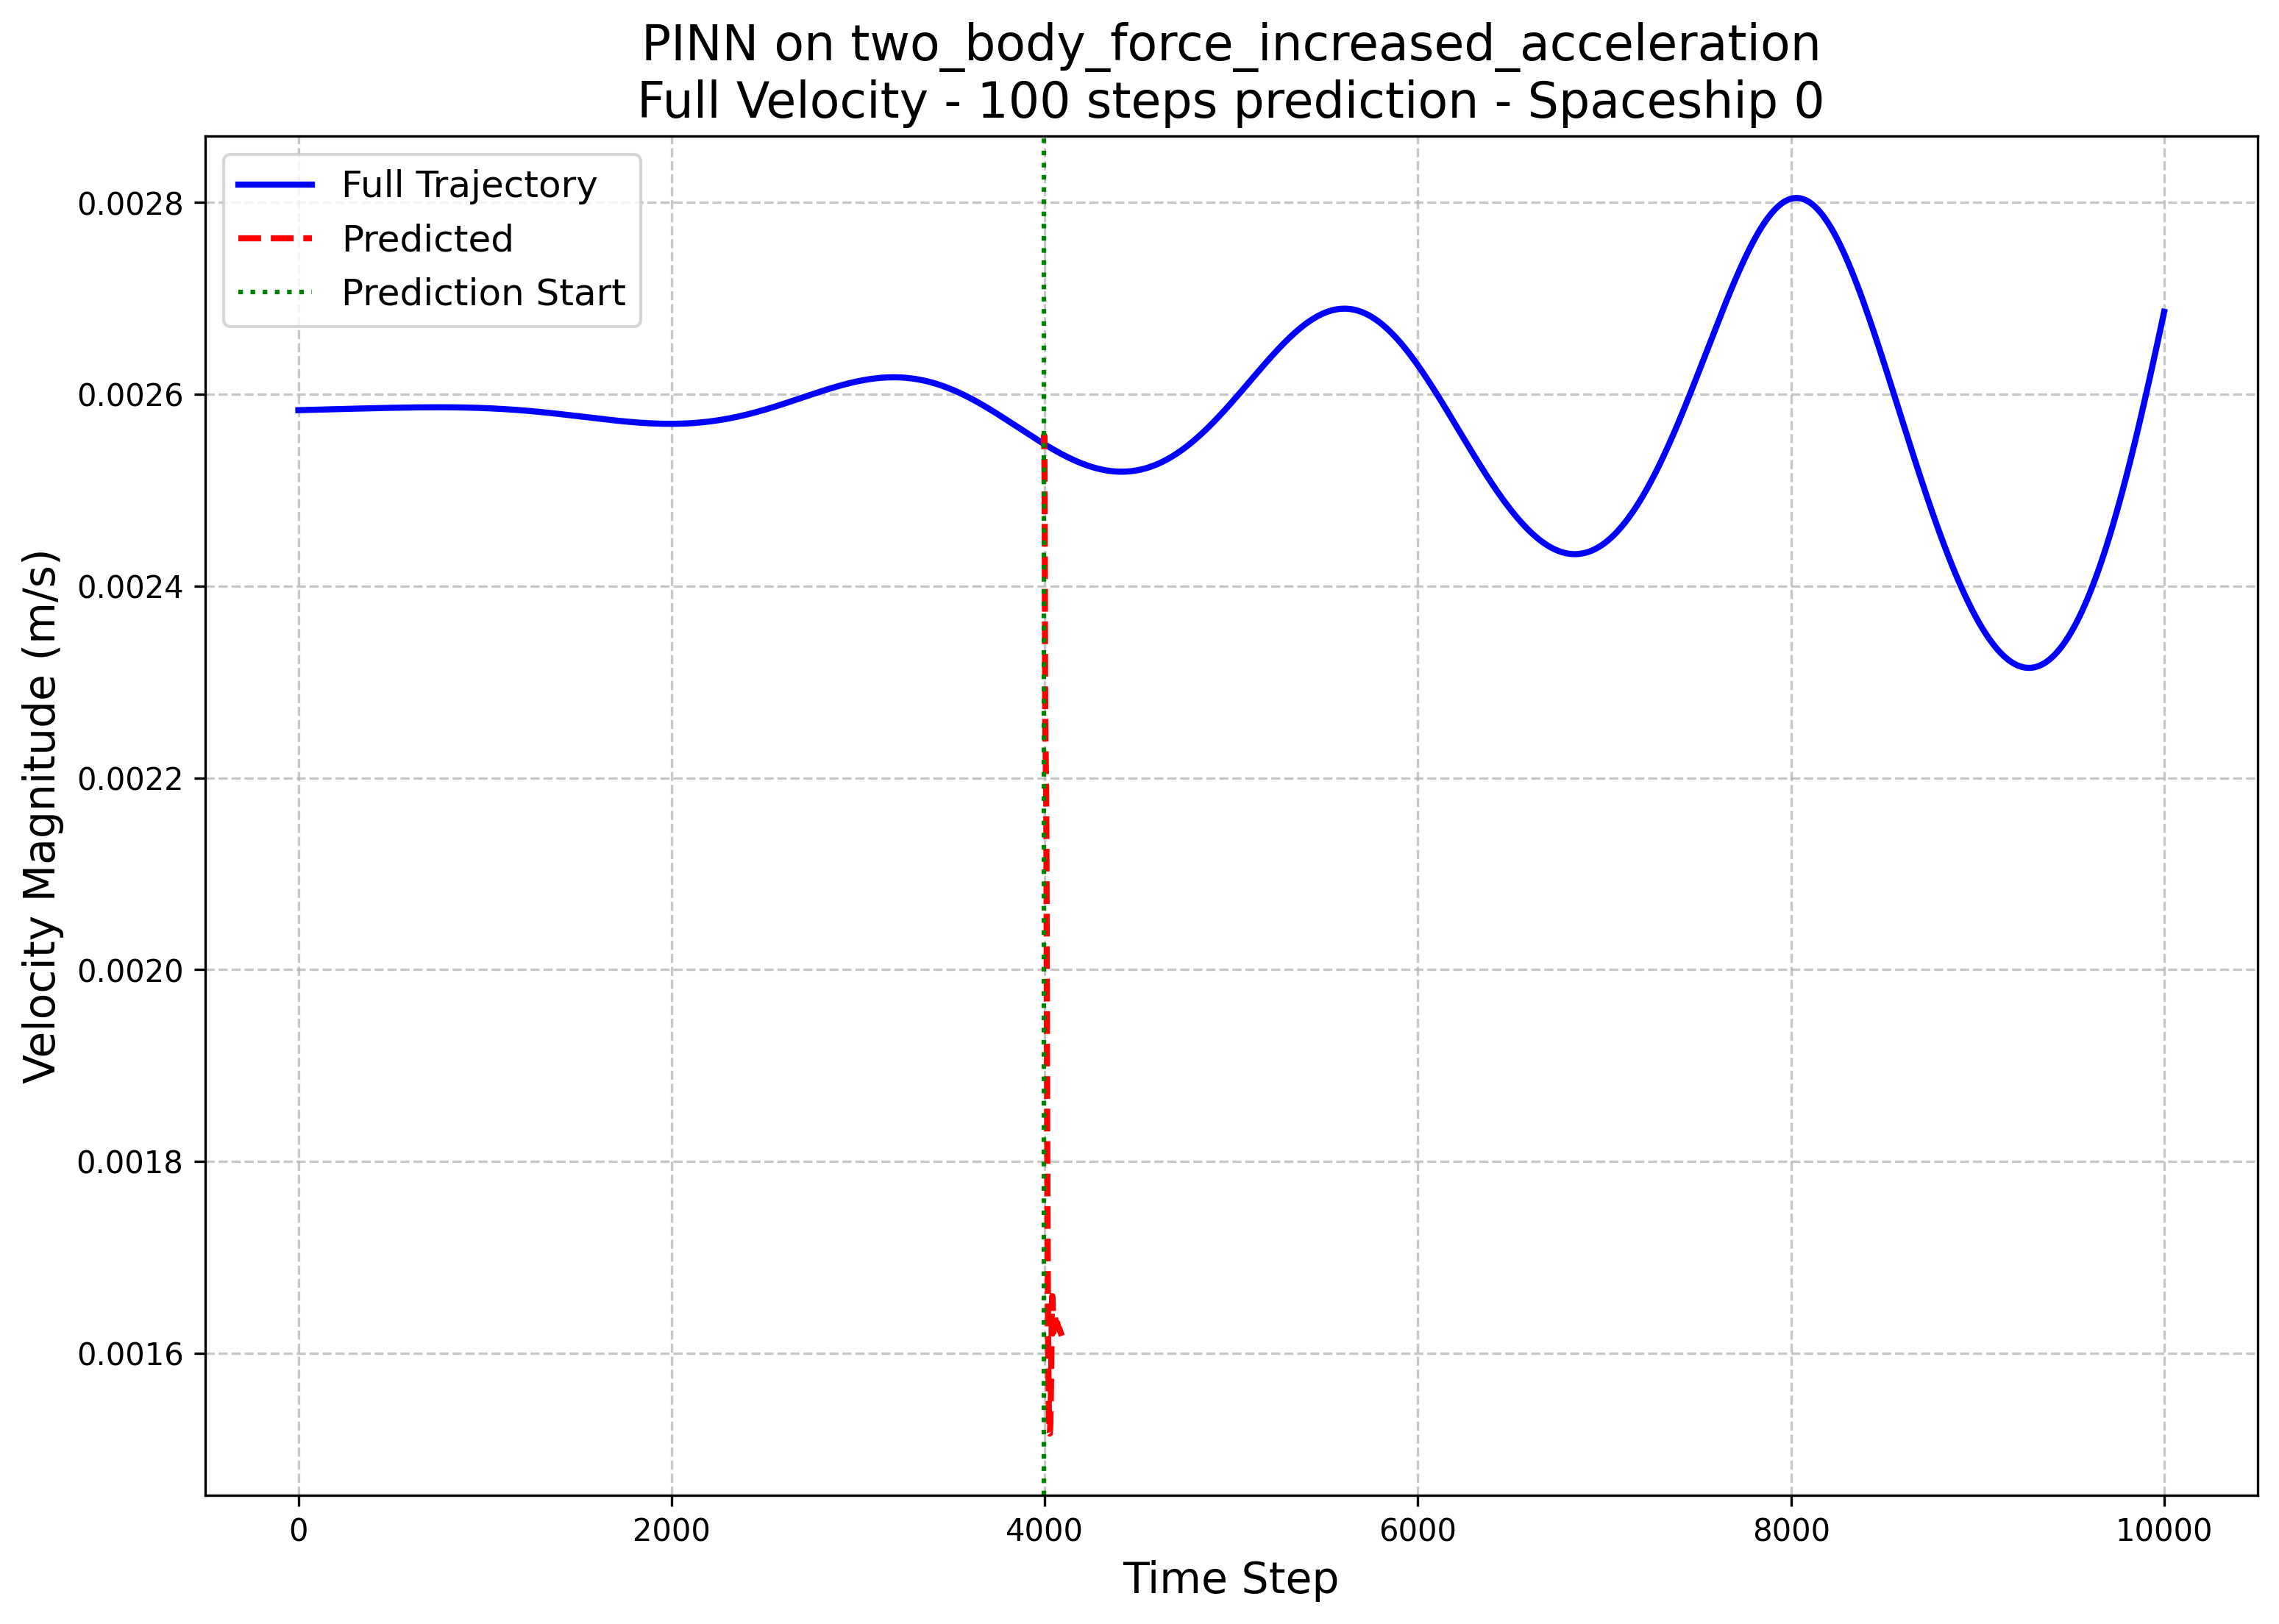 PINN on two_body_force_increased_acceleration
Full Velocity - 100 steps prediction - Spaceship 0
Full Trajectory
Predicted
Prediction Start
Velocity Magnitude (m/s)
0.0028
0.0026
0.0024
0.0022
0.0020
0.0018
0.0016
0
2000
4000
6000
8000
10000
Time Step